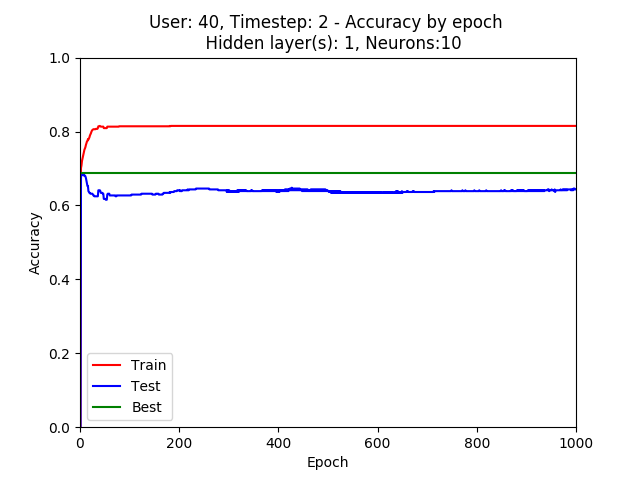 User: 40, Timestep: 2 - Accuracy by epoch
Hidden layer(s): 1, Neurons:10
1.0
0.8
0.6
0.4
0.2
0.0
Accuracy
Train
Test
Best
0 200 400 600 800 1000
Epoch